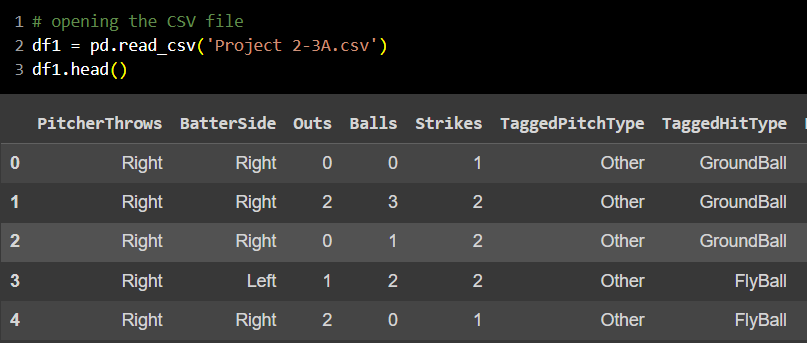 1 # opening the CSV file
2 df1 = pd.read_csv('Project 2-3A.csv')
3 df1.head()
PitcherThrows BatterSide Outs Balls Strikes TaggedPitchType TaggedHitType
0 Right Right 0 0 1 Other GroundBall
1 Right Right 2 3 2 Other GroundBall
2 Right Right 0 1 2 Other GroundBall
3 Right Left 1 2 2 Other FlyBall
4 Right Right 2 0 1 Other FlyBall